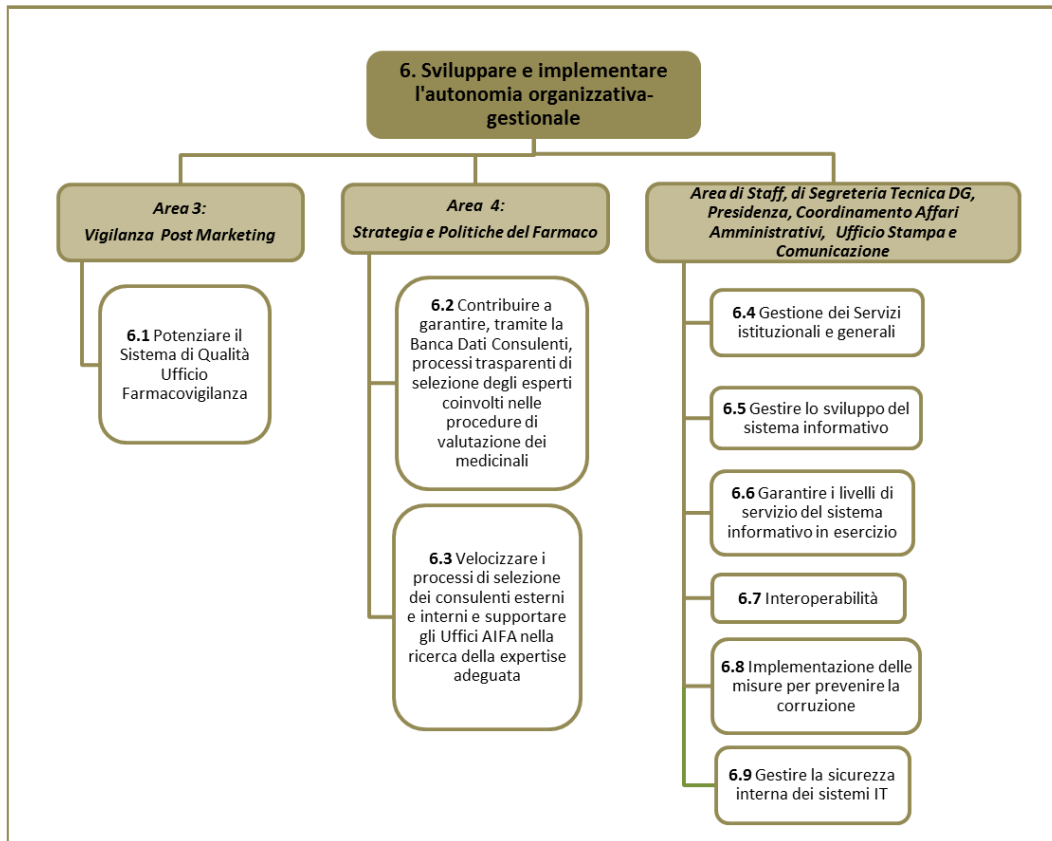 6. Sviluppare e implementare
l'autonomia organizzativa-
gestionale
Area 3:
Vigilanza Post Marketing
6.1 Potenziare il
Sistema di Qualità
Ufficio
Farmacovigilanza
Area 4:
Strategia e Politiche del Farmaco
6.2 Contribuire a
garantire, tramite la
Banca Dati Consulenti,
processi trasparenti di
selezione degli esperti
coinvolti nelle
procedure di
valutazione dei
medicinali
6.3 Velocizzare i
processi di selezione
dei consulenti esterni
e interni e supportare
gli Uffici AIFA nella
ricerca della expertise
adeguata
Area di Staff, di Segreteria Tecnica DG,
Presidenza, Coordinamento Affari
Amministrativi, Ufficio Stampa e
Comunicazione
6.4 Gestione dei Servizi
istituzionali e generali
6.5 Gestire lo sviluppo del
sistema informativo
6.6 Garantire i livelli di
servizio del sistema
informativo in esercizio
6.7 Interoperabilità
6.8 Implementazione delle
misure per prevenire la
corruzione
6.9 Gestire la sicurezza
interna dei sistemi IT